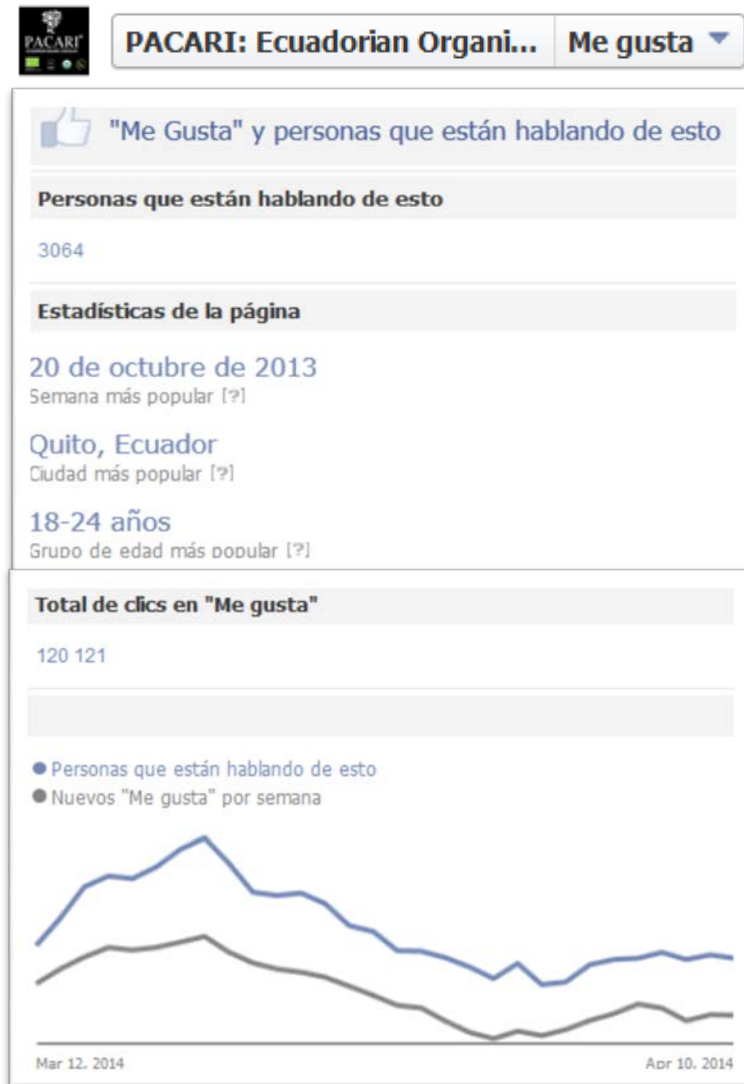 PACARI
PACARI: Ecuadorian Organi... Me gusta
"Me Gusta" y personas que están hablando de esto
Personas que están hablando de esto
3064
Estadísticas de la página
20 de octubre de 2013
Semana más popular [?]
Quito, Ecuador
Ciudad más popular [?]
18-24 años
Grupo de edad más popular [?]
Total de clics en "Me gusta"
120 121
Personas que están hablando de esto
Nuevos "Me gusta" por semana
Mar 12, 2014
Apr 10, 2014